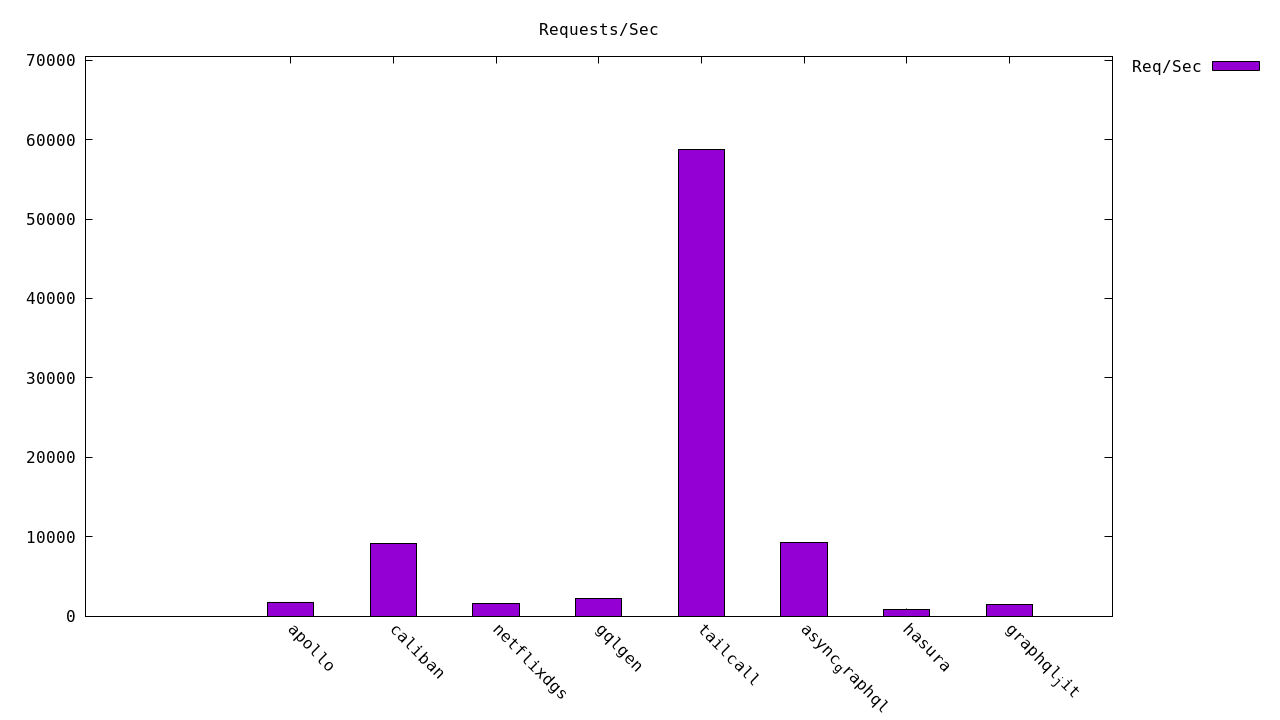 Requests/Sec
Req/Sec
70000
60000
50000
40000
30000
20000
10000
0
apollo
caliban
netflixdgs
gqlgen
tailcall
asyncgraphql
hasura
graphqljit